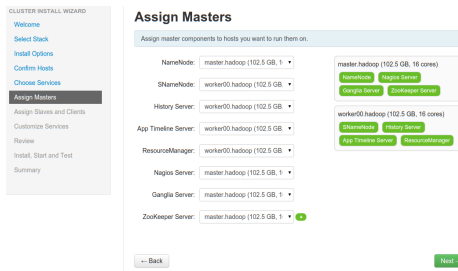 CLUSTER INSTALL WIZARD
Welcome
Select Stack
Install Options
Confirm Hosts
Choose Services
Assign Masters
Assign Slaves and Clients
Customize Services
Review
Install, Start and Test
Summary
Assign Masters
Assign master components to hosts you want to run them on.
NameNode: master.hadoop (102.5 GB, 1
SNameNode: worker00.hadoop (102.5 GB,
History Server: worker00.hadoop (102.5 GB,
App Timeline Server: worker00.hadoop (102.5 GB,
ResourceManager: worker00.hadoop (102.5 GB,
Nagios Server: master.hadoop (102.5 GB, 1
Ganglia Server: master.hadoop (102.5 GB, 1
ZooKeeper Server: master.hadoop (102.5 GB, 1 +
master.hadoop (102.5 GB, 16 cores)
NameNode Nagios Server
Ganglia Server ZooKeeper Server
worker00.hadoop (102.5 GB, 16 cores)
SNameNode History Server
App Timeline Server ResourceManager
← Back
Next